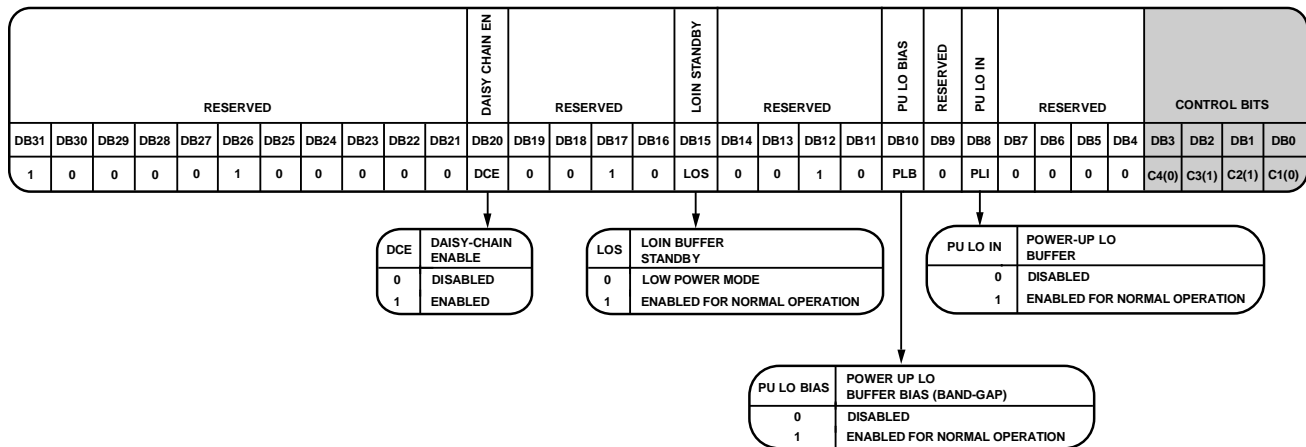 DAISY CHAIN EN
LOIN STANDBY
PU LO BIAS
RESERVED
PU LO IN
RESERVED RESERVED RESERVED RESERVED CONTROL BITS
DB31 DB30 DB29 DB28 DB27 DB26 DB25 DB24 DB23 DB22 DB21 DB20 DB19 DB18 DB17 DB16 DB15 DB14 DB13 DB12 DB11 DB10 DB9 DB8 DB7 DB6 DB5 DB4 DB3 DB2 DB1 DB0
1 0 0 0 0 1 0 0 0 0 0 DCE 0 0 1 0 LOS 0 0 1 0 PLB 0 PLI 0 0 0 0 C4(0) C3(1) C2(1) C1(0)
DCE DAISY-CHAIN
ENABLE
0 DISABLED
1 ENABLED
LOS LOIN BUFFER
STANDBY
0 LOW POWER MODE
1 ENABLED FOR NORMAL OPERATION
PU LO IN POWER-UP LO
BUFFER
0 DISABLED
1 ENABLED FOR NORMAL OPERATION
PU LO BIAS POWER UP LO
BUFFER BIAS (BAND-GAP)
0 DISABLED
1 ENABLED FOR NORMAL OPERATION